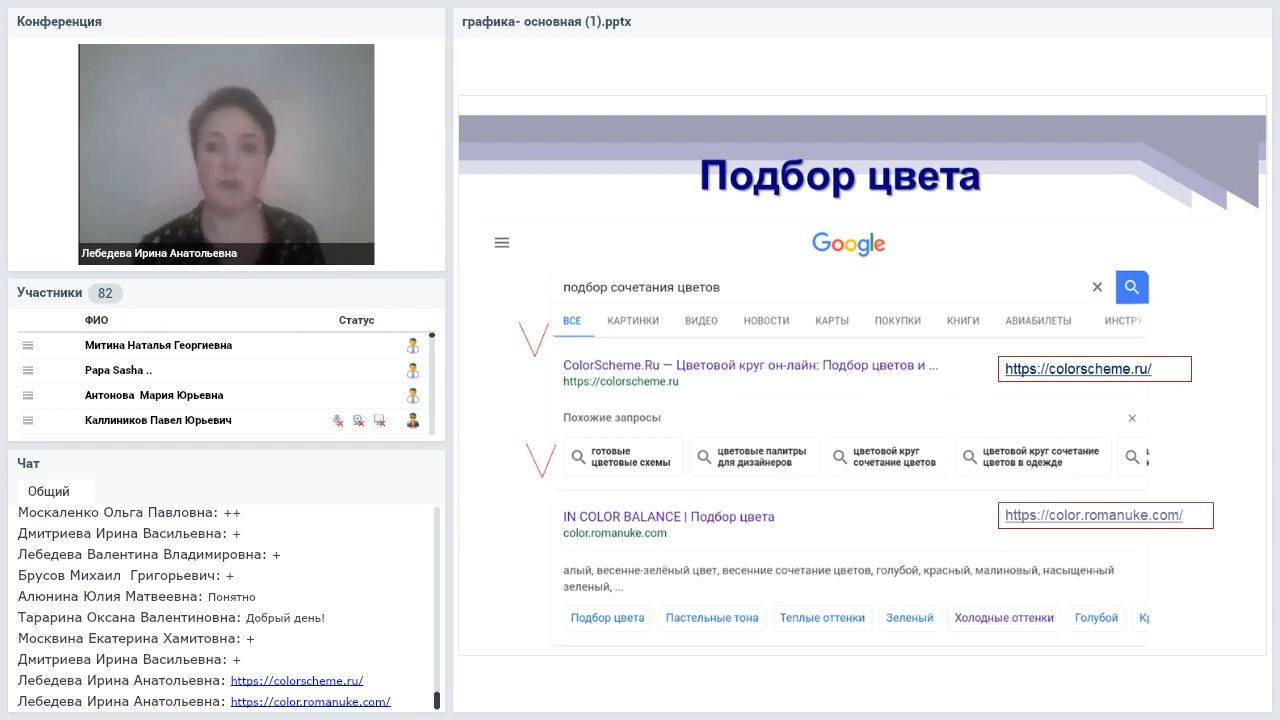 Конференция
Лебедева Ирина Анатольевна
Участники 82
ФИО Статус
Митина Наталья Георгиевна
Papa Sasha ..
Антонова Мария Юрьевна
Каллиников Павел Юрьевич
Чат
Общий
Москаленко Ольга Павловна: ++
Дмитриева Ирина Васильевна: +
Лебедева Валентина Владимировна: +
Брусов Михаил Григорьевич: +
Алюнина Юлия Матвеевна: Понятно
Тарарина Оксана Валентиновна: Добрый день!
Москвина Екатерина Хамитовна: +
Дмитриева Ирина Васильевна: +
Лебедева Ирина Анатольевна: https://colorscheme.ru/
Лебедева Ирина Анатольевна: https://color.romanuke.com/
графика- основная (1).pptx
Подбор цвета
Google
подбор сочетания цветов
ВСЕ КАРТИНКИ ВИДЕО НОВОСТИ КАРТЫ ПОКУПКИ КНИГИ АВИАБИЛЕТЫ ИНСТРУ
ColorScheme.Ru — Цветовой круг он-лайн: Подбор цветов и ...
https://colorscheme.ru
https://colorscheme.ru/
Похожие запросы
готовые цветовые схемы
цветовые палитры для дизайнеров
цветовой круг сочетание цветов
цветовой круг сочетание цветов в одежде
IN COLOR BALANCE | Подбор цвета
color.romanuke.com
https://color.romanuke.com/
алый, весенне-зелёный цвет, весенние сочетание цветов, голубой, красный, малиновый, насыщенный
зеленый, ...
Подбор цвета Пастельные тона Теплые оттенки Зеленый Холодные оттенки Голубой Кр